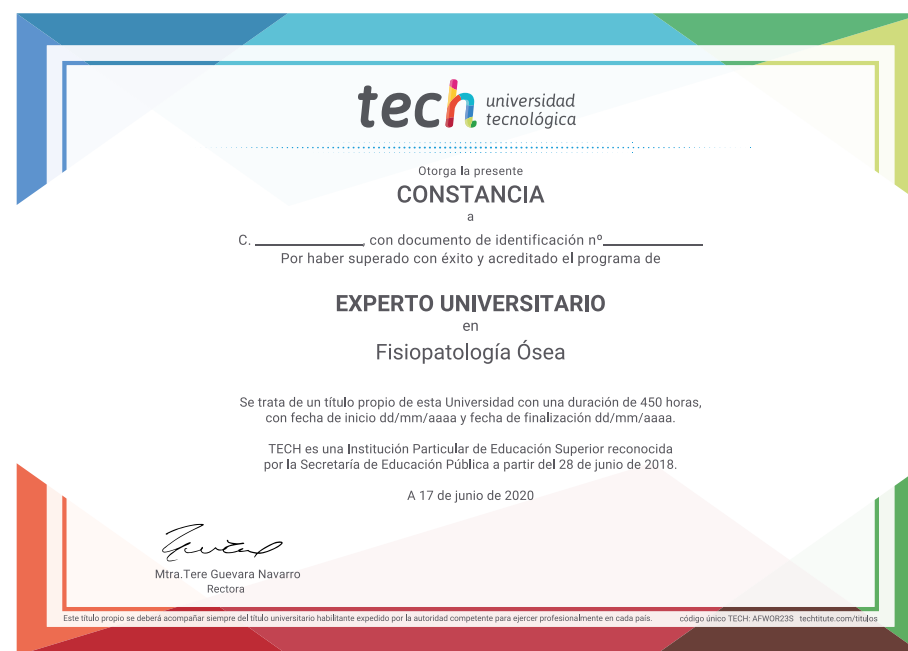 tech universidad
tecnológica
Otorga la presente
CONSTANCIA
a
C. ______________, con documento de identificación nº_____________
Por haber superado con éxito y acreditado el programa de
EXPERTO UNIVERSITARIO
en
Fisiopatología Ósea
Se trata de un título propio de esta Universidad con una duración de 450 horas,
con fecha de inicio dd/mm/aaaa y fecha de finalización dd/mm/aaaa.
TECH es una Institución Particular de Educación Superior reconocida
por la Secretaría de Educación Pública a partir del 28 de junio de 2018.
A 17 de junio de 2020
Mtra.Tere Guevara Navarro
Rectora
Este título propio se deberá acompañar siempre del título universitario habilitante expedido por la autoridad competente para ejercer profesionalmente en cada país. código único TECH: AFWOR23S techtitute.com/titulos